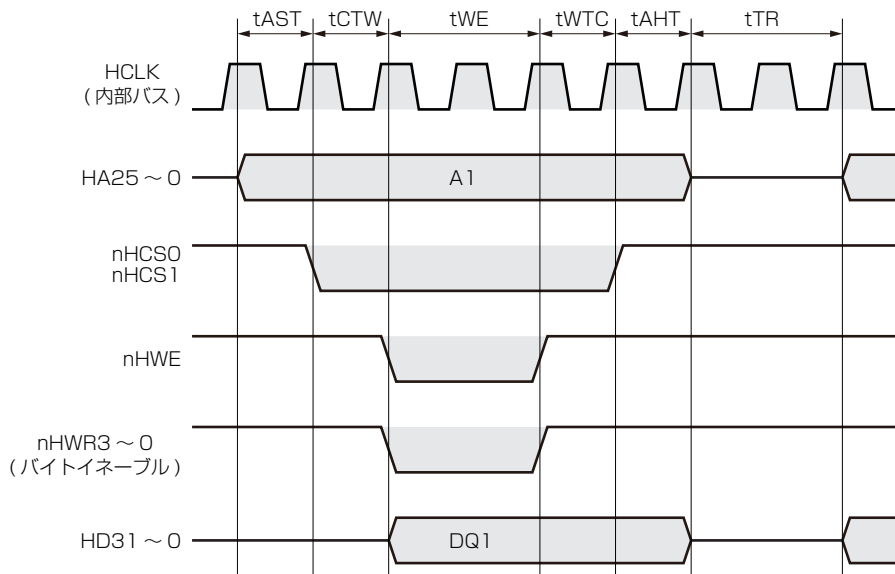 tAST tCTW tWE tWTC tAHT tTR
HCLK
(内部バス)
HA25～0 A1
nHCS0
nHCS1
nHWE
nHWR3～0
(バイトイネーブル)
HD31～0 DQ1